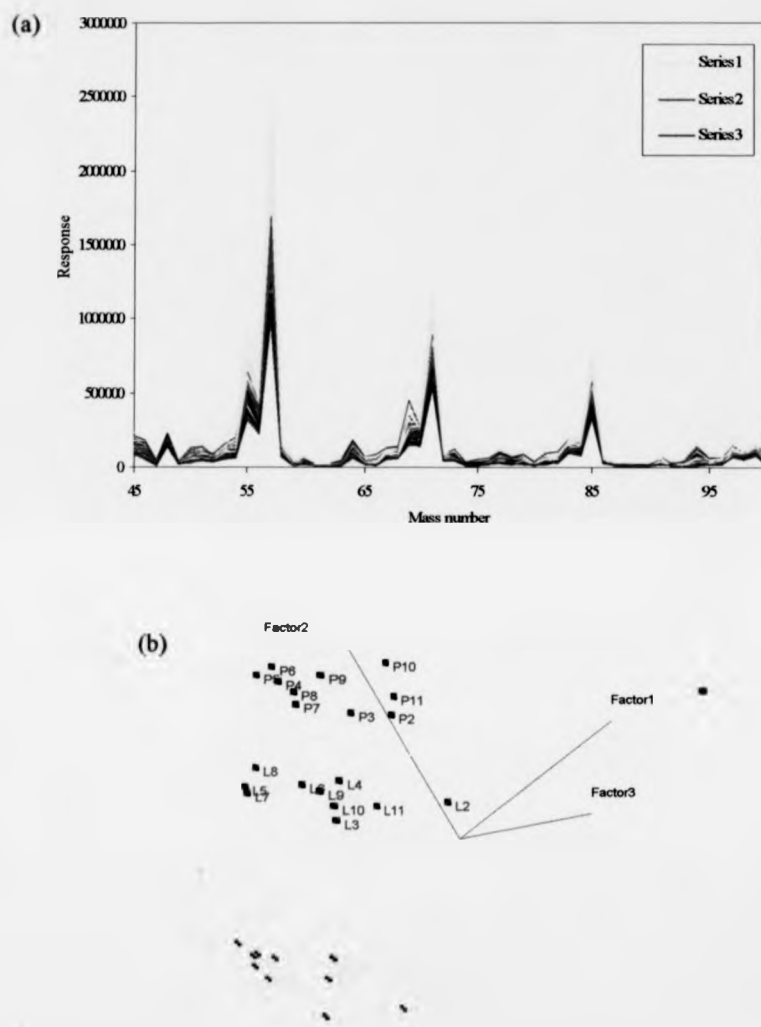 (a)
3000000
2500000
2000000
1500000
1000000
500000
0
Response
45 55 65 75 85 95
Mass number
Series1
Series2
Series3
(b)
Factor2
P6
P10
P5 P4
P9
P8
P11
P7
P3
P2
Factor1
L8
L4
L6
L5
L9
L7
L2
L10
L11
L3
Factor3